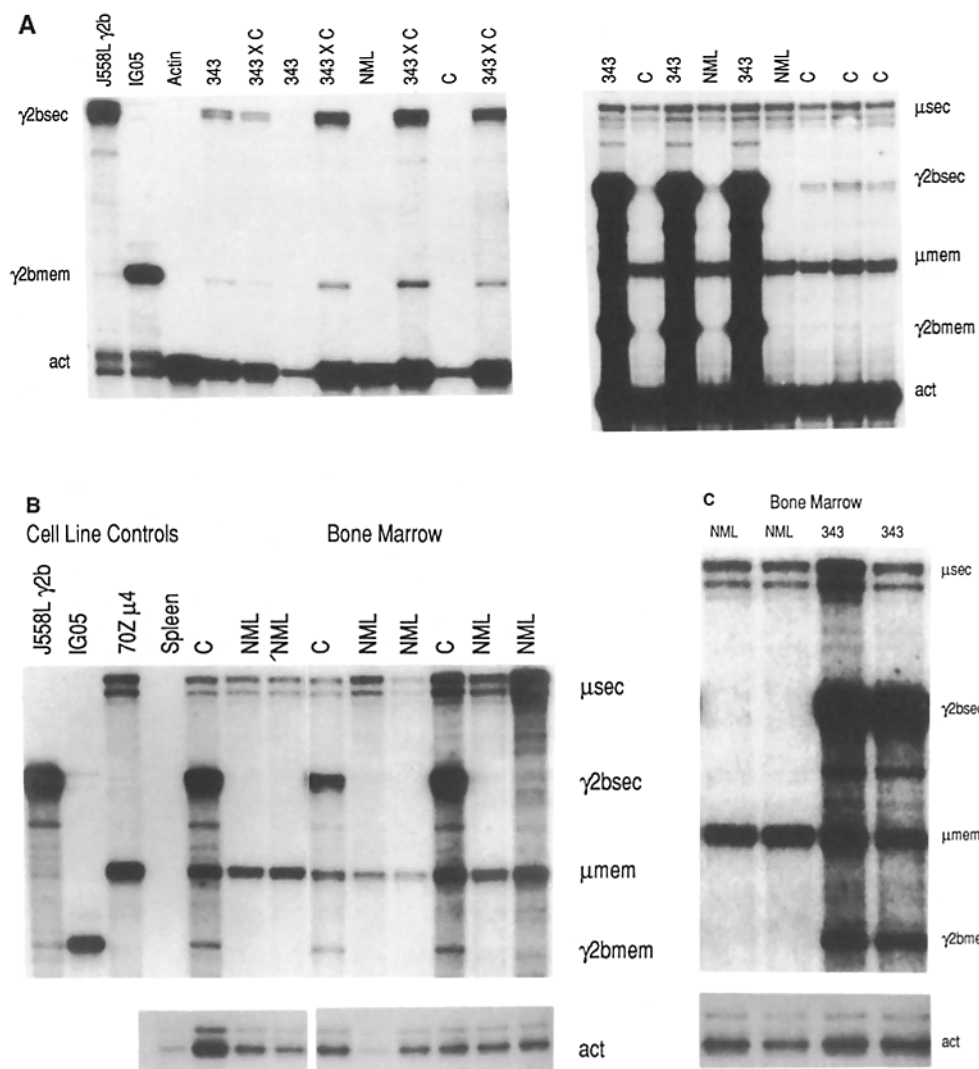 A
J558L γ2b
IG05
Actin
343
343 X C
343
343 X C
NML
343 X C
C
343 X C
γ2bsec
γ2bmem
act
343
C
343
NML
343
NML
C
C
C
μsec
γ2bsec
μmem
γ2bmem
act
B
Cell Line Controls
Bone Marrow
J558L γ2b
IG05
70Z μ4
Spleen
C
NML
NML
C
NML
NML
C
NML
NML
μsec
γ2bsec
μmem
γ2bmem
act
C
Bone Marrow
NML
NML
343
343
μsec
γ2bsec
μmem
γ2bme
act